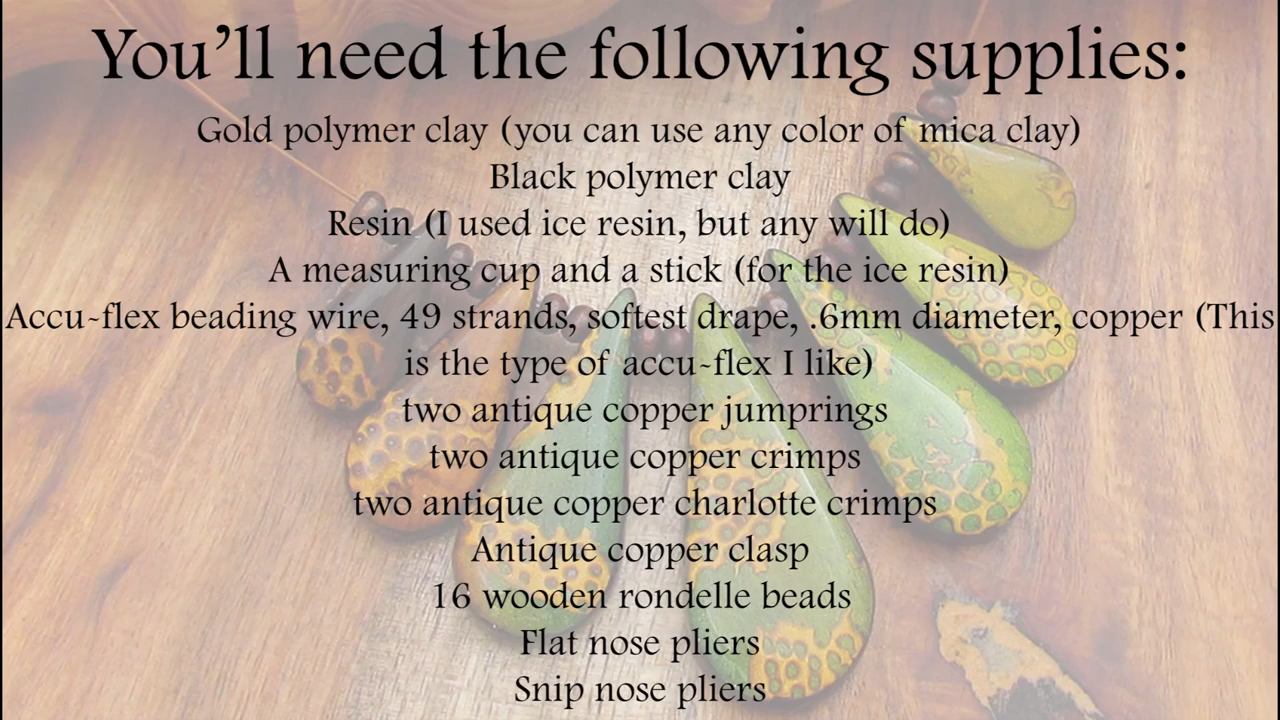 You'll need the following supplies:
Gold polymer clay (you can use any color of mica clay)
Black polymer clay
Resin (I used ice resin, but any will do)
A measuring cup and a stick (for the ice resin)
Accu-flex beading wire, 49 strands, softest drape, .6mm diameter, copper (This
is the type of accu-flex I like)
two antique copper jumprings
two antique copper crimps
two antique copper charlotte crimps
Antique copper clasp
16 wooden rondelle beads
Flat nose pliers
Snip nose pliers